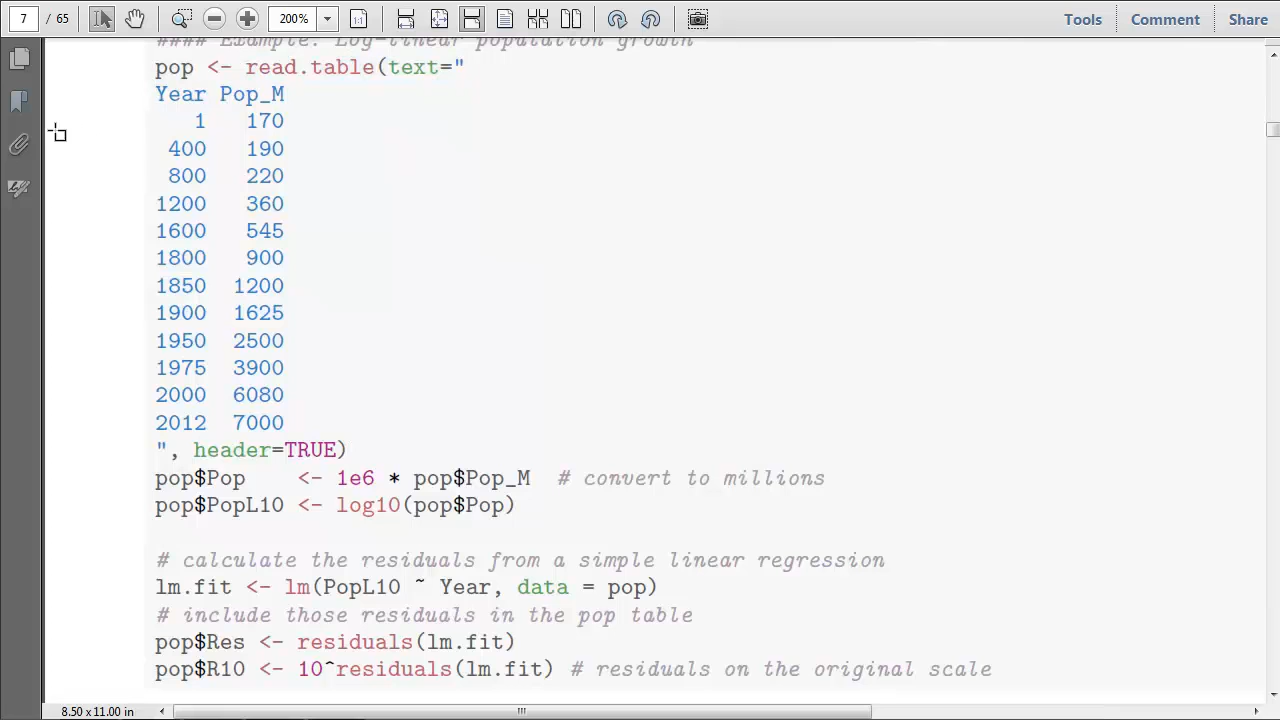 7 / 65 200% Tools Comment Share
#### Example: Log-linear population growth
pop <- read.table(text="
Year Pop_M
1 170
400 190
800 220
1200 360
1600 545
1800 900
1850 1200
1900 1625
1950 2500
1975 3900
2000 6080
2012 7000
", header=TRUE)
pop$Pop <- 1e6 * pop$Pop_M # convert to millions
pop$PopL10 <- log10(pop$Pop)
# calculate the residuals from a simple linear regression
lm.fit <- lm(PopL10 ~ Year, data = pop)
# include those residuals in the pop table
pop$Res <- residuals(lm.fit)
pop$R10 <- 10^residuals(lm.fit) # residuals on the original scale
8.50 x 11.00 in